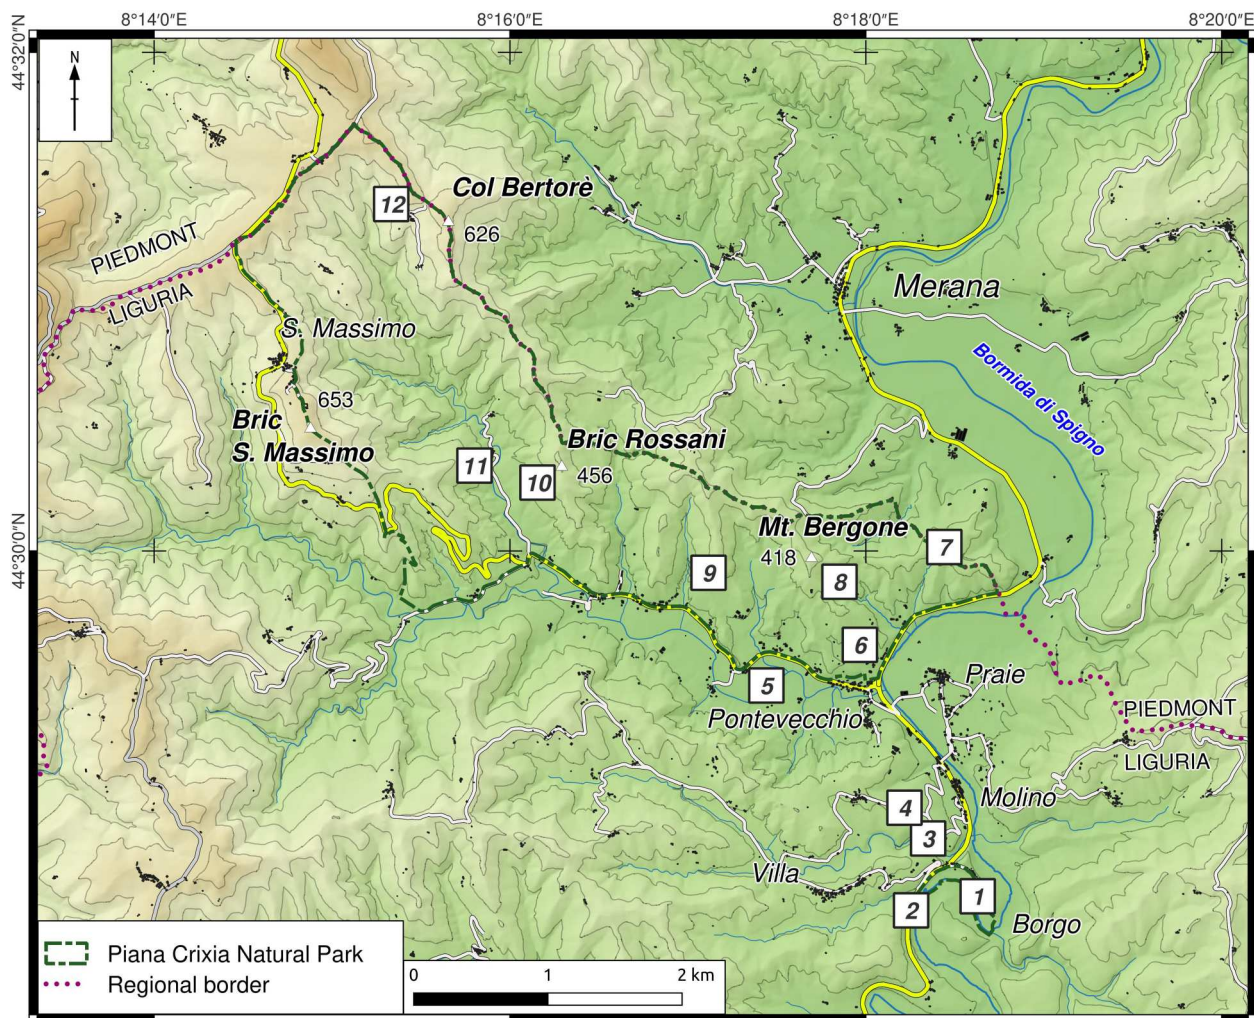 8°14′0″E
8°16′0″E
8°18′0″E
8°20′0″E
44°32′0″N
N
12
Col Bertorè
626
PIEDMONT
LIGURIA
Merana
S. Massimo
Bormida di Spigno
653
Bric
S. Massimo
Bric Rossani
11
10
456
44°30′0″N
Mt. Bergone
418
7
9
8
6
5
Praie
Pontevecchio
PIEDMONT
LIGURIA
4
Molino
3
Villa
1
2
Borgo
Piana Crixia Natural Park
Regional border
0 1 2 km